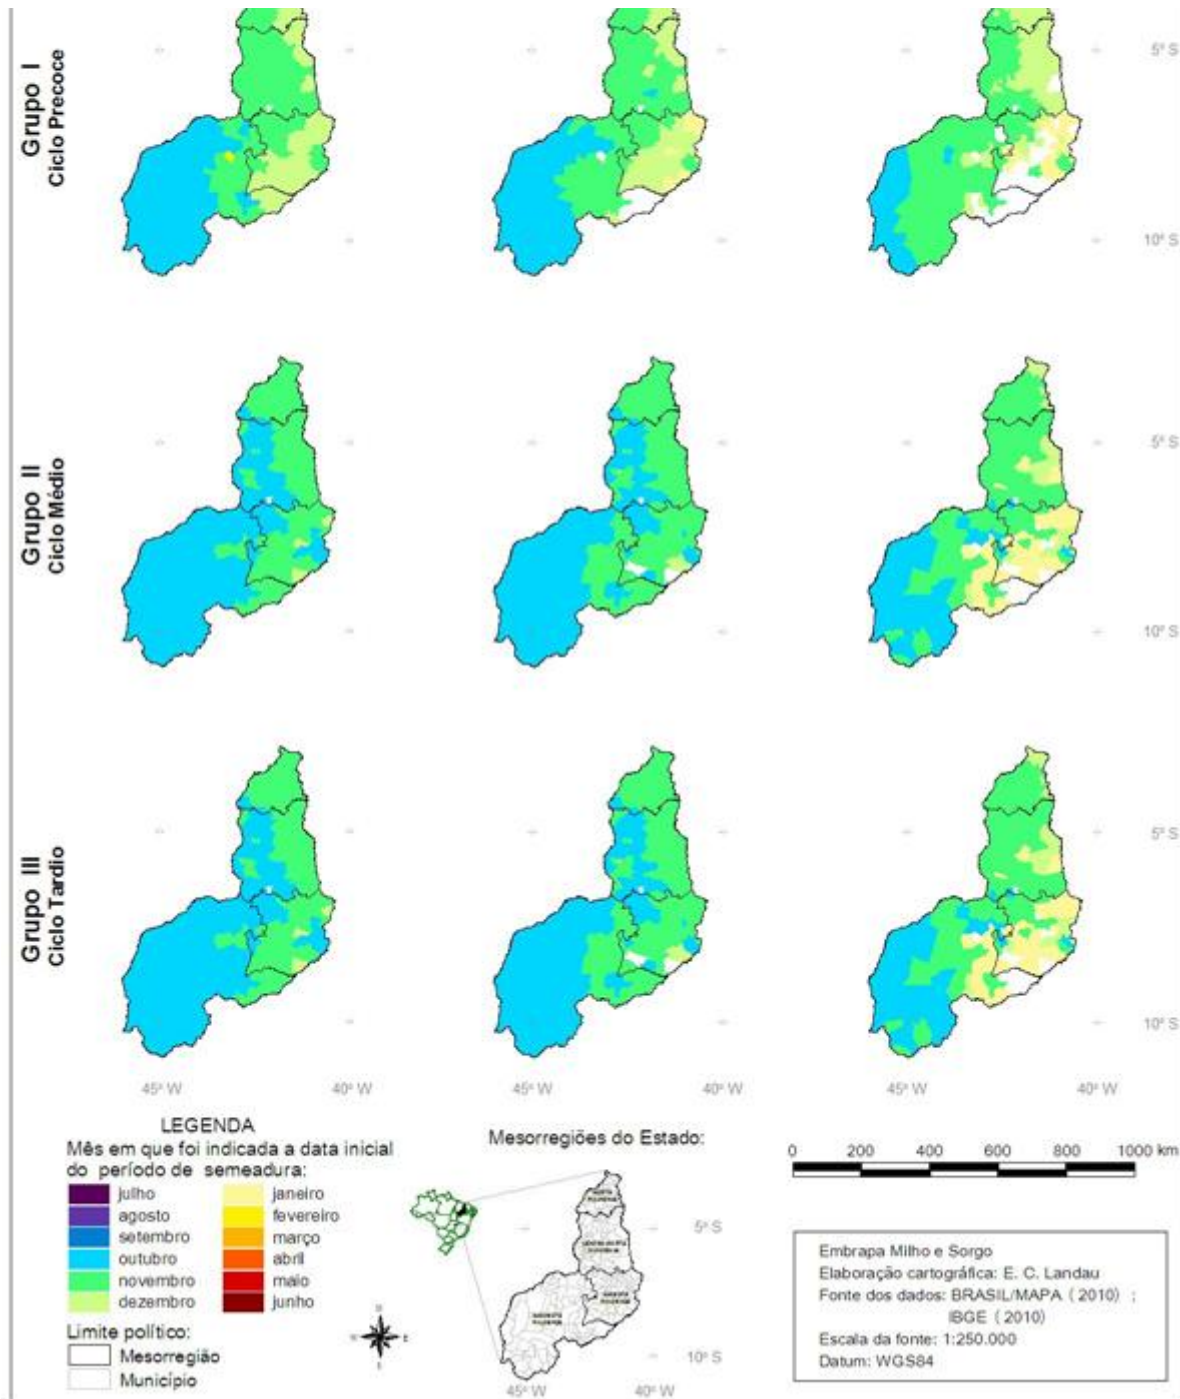 Grupo I
Ciclo Precoce
5º S
10º S
Grupo II
Ciclo Médio
5º S
10º S
Grupo III
Ciclo Tardio
5º S
10º S
45º W 40º W 45º W 40º W 45º W 40º W
LEGENDA
Mês em que foi indicada a data inicial
do período de semeadura:
julho
agosto
setembro
outubro
novembro
dezembro
janeiro
fevereiro
março
abril
maio
junho
Limite político:
Mesorregião
Município
Mesorregiões do Estado:
5º S
10º S
45º W 40º W
0 200 400 600 800 1000 km
Embrapa Milho e Sorgo
Elaboração cartográfica: E. C. Landau
Fonte dos dados: BRASIL/MAPA ( 2010) ;
IBGE ( 2010)
Escala da fonte: 1:250.000
Datum: WGS84